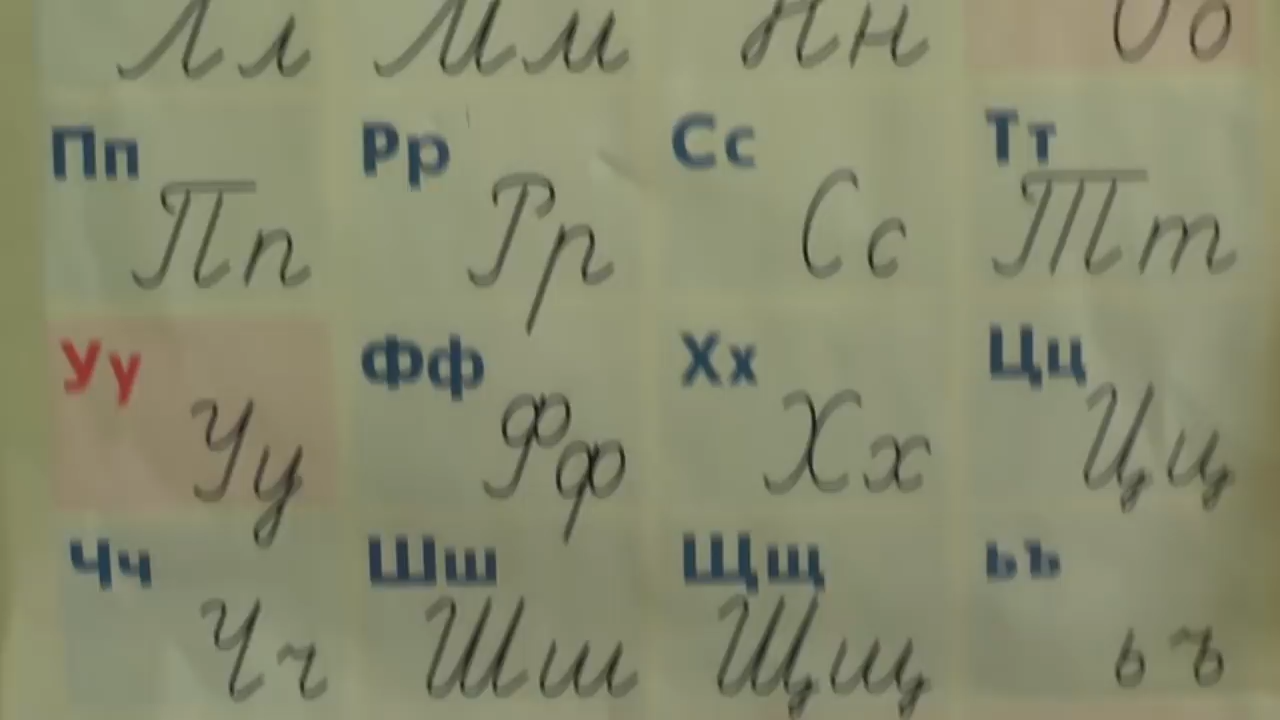 Лл Мм Нн Оо
Пп Рр Сс Тт
Пп Рр Сс Тт
Уу Фф Хх Цц
Уу Фф Хх Цц
Чч Шш Щщ ьъ
Чч Шш Щщ ьъ